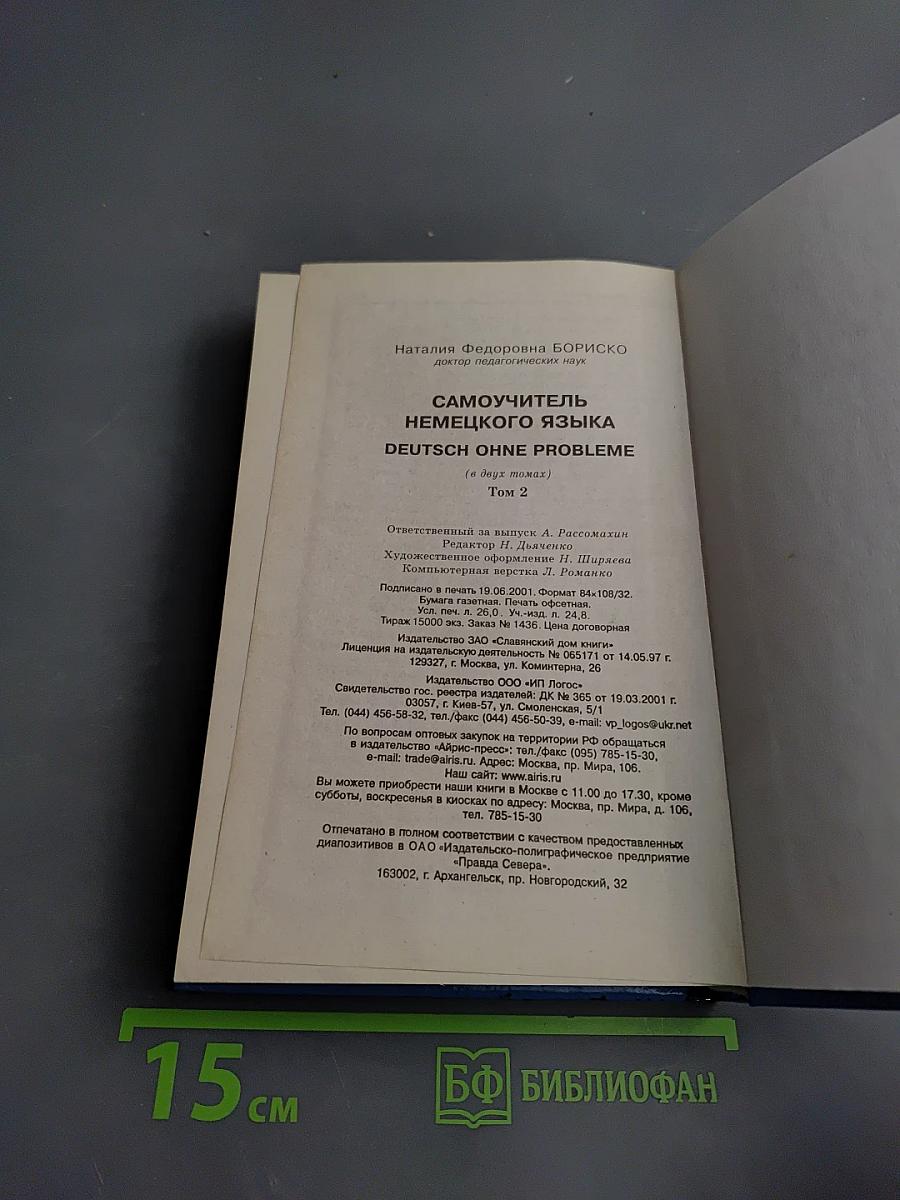 Наталия Федоровна БОРИСКО
доктор педагогических наук
САМОУЧИТЕЛЬ
НЕМЕЦКОГО ЯЗЫКА
DEUTSCH OHNE PROBLEME
(в двух томах)
Том 2
Ответственный за выпуск А. Рассомахин
Редактор Н. Дьяченко
Художественное оформление Н. Ширяева
Компьютерная верстка Л. Романко
Подписано в печать 19.06.2001. Формат 84×108/32.
Бумага газетная. Печать офсетная.
Усл. печ. л. 26,0. Уч.-изд. л. 24,8.
Тираж 15000 экз. Заказ № 1436. Цена договорная
Издательство ЗАО «Славянский дом книги»
Лиценция на издательскую деятельность № 065171 от 14.05.97 г.
129327, г. Москва, ул. Коминтерна, 26
Издательство ООО «ИП Логос»
Свидетельство гос. реестра издателей: ДК № 365 от 19.03.2001 г.
03057, г. Киев-57, ул. Смоленская, 5/1
Тел. (044) 456-58-32, тел./факс (044) 456-50-39, e-mail: vp_logos@ukr.net
По вопросам оптовых закупок на территории РФ обращаться
в издательство «Айрис-пресс»: тел./факс (095) 785-15-30,
e-mail: trade@airis.ru. Адрес: Москва, пр. Мира, 106.
Наш сайт: www.airis.ru
Вы можете приобрести наши книги в Москве с 11.00 до 17.30, кроме
субботы, воскресенья в киосках по адресу: Москва, пр. Мира, д. 106,
тел. 785-15-30
Отпечатано в полном соответствии с качеством предоставленных
диапозитивов в ОАО «Издательско-полиграфическое предприятие
«Правда Севера».
163002, г. Архангельск, пр. Новгородский, 32
15 см
БФ БИБЛИОФАН